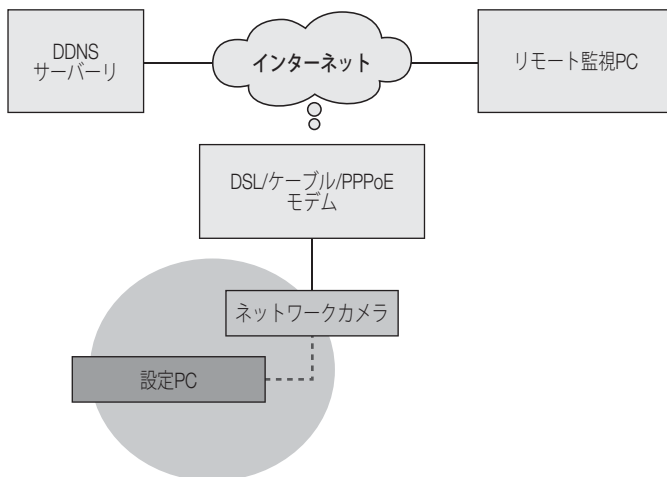 DDNS
サーバーリ
インターネット
リモート監視PC
DSL/ケーブル/PPPoE
モデム
ネットワークカメラ
設定PC